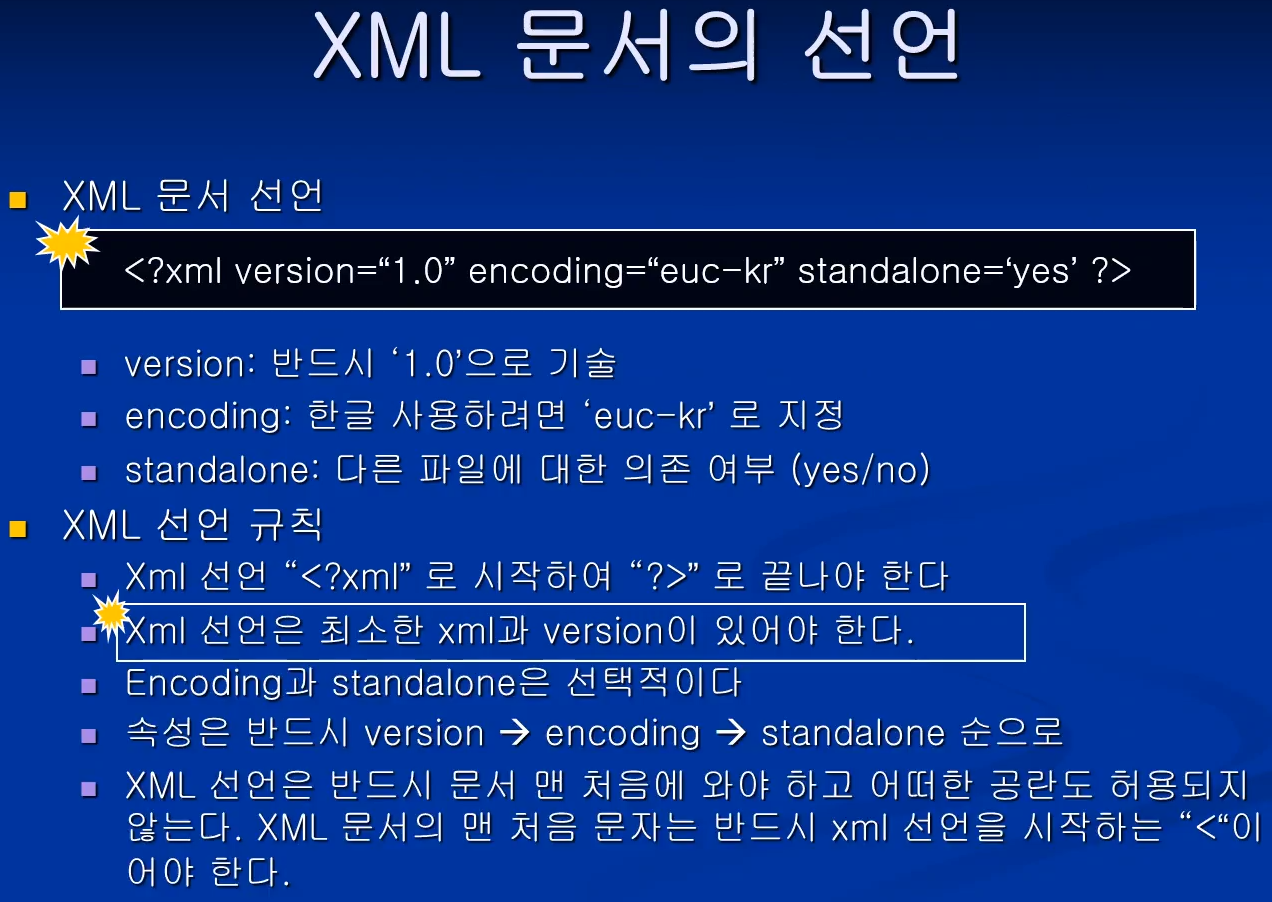 XML 문서의 선언
XML 문서 선언
<?xml version=“1.0” encoding=“euc-kr” standalone=‘yes’ ?>
version: 반드시 ‘1.0’으로 기술
encoding: 한글 사용하려면 ‘euc-kr’ 로 지정
standalone: 다른 파일에 대한 의존 여부 (yes/no)
XML 선언 규칙
Xml 선언 “<?xml” 로 시작하여 “?>” 로 끝나야 한다
Xml 선언은 최소한 xml과 version이 있어야 한다.
Encoding과 standalone은 선택적이다
속성은 반드시 version → encoding → standalone 순으로
XML 선언은 반드시 문서 맨 처음에 와야 하고 어떠한 공란도 허용되지
않는다. XML 문서의 맨 처음 문자는 반드시 xml 선언을 시작하는 “<“이
어야 한다.